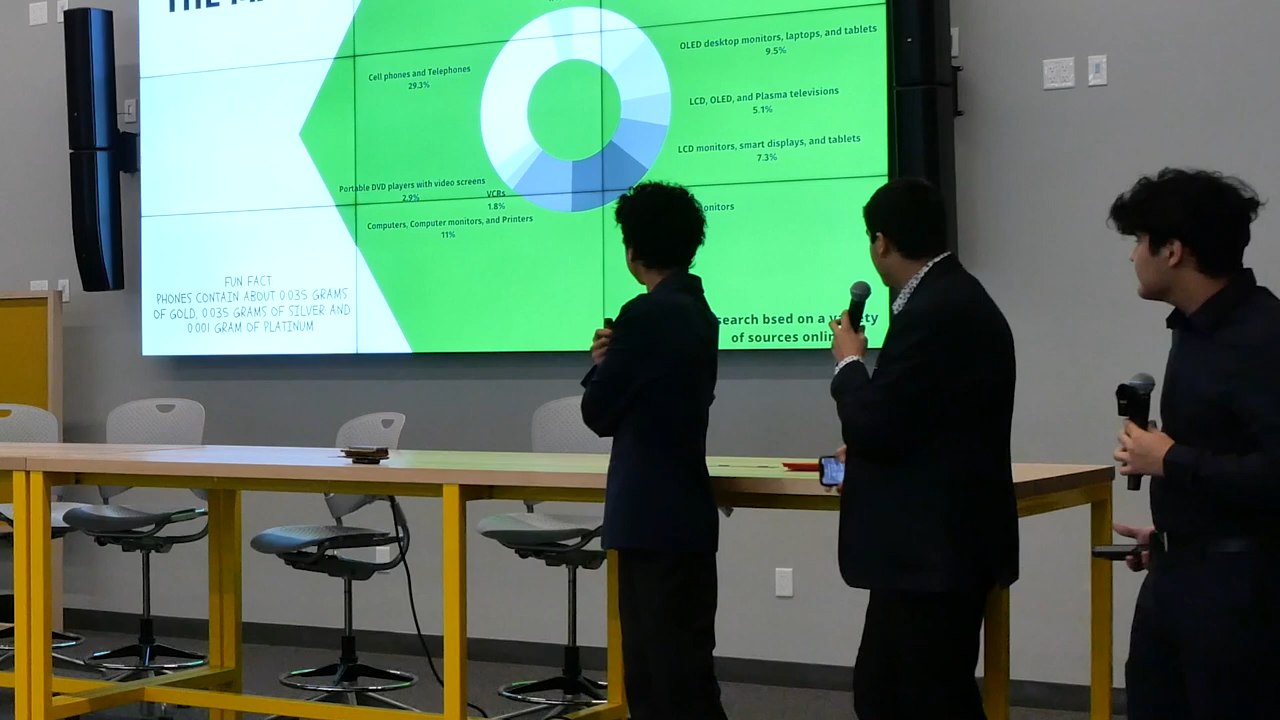 THE
OLED desktop monitors, laptops, and tablets
9.5%
Cell phones and Telephones
29.3%
LCD, OLED, and Plasma televisions
5.1%
LCD monitors, smart displays, and tablets
7.3%
Portable DVD players with video screens
2.9%
VCRs
1.8%
Computers, Computer monitors, and Printers
11%
onitors
FUN FACT
PHONES CONTAIN ABOUT 0.035 GRAMS
OF GOLD, 0.035 GRAMS OF SILVER AND
0.001 GRAM OF PLATINUM
search bsed on a variety
of sources onlin